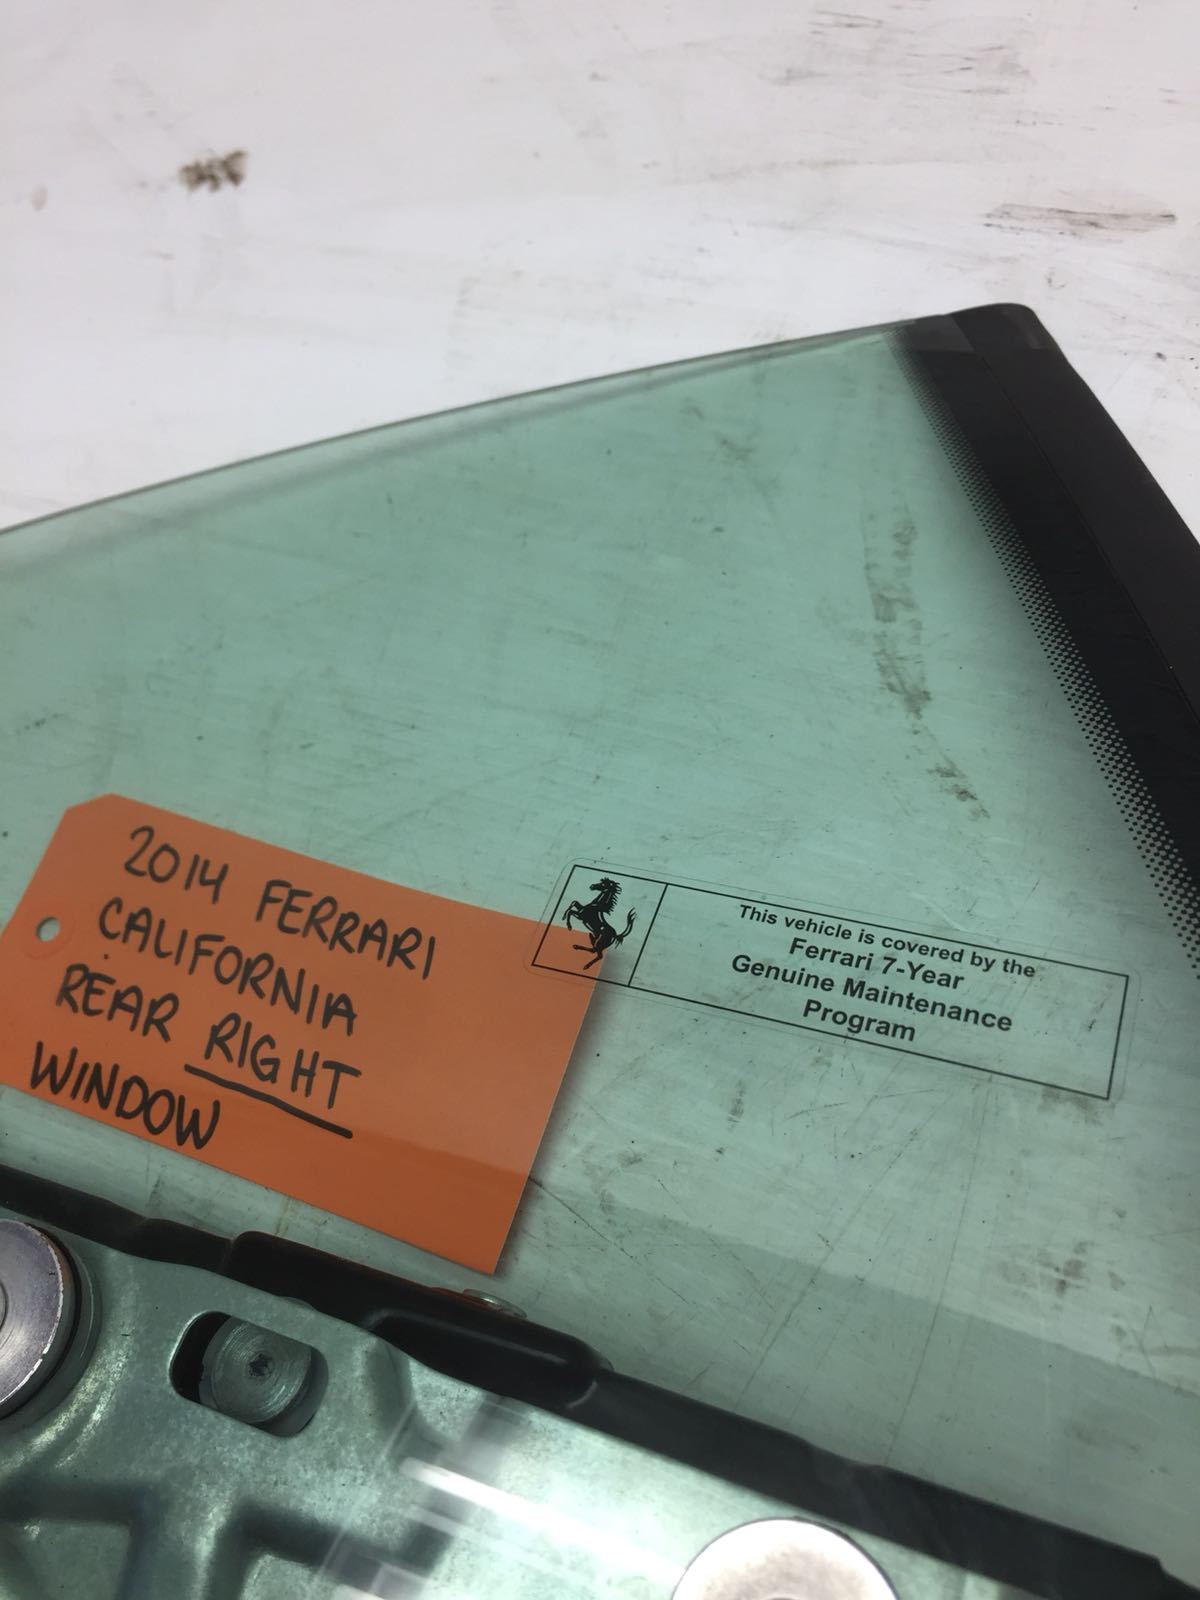 2014 FERRARI
CALIFORNIA
REAR RIGHT
WINDOW
This vehicle is covered by the
Ferrari 7-Year
Genuine Maintenance
Program